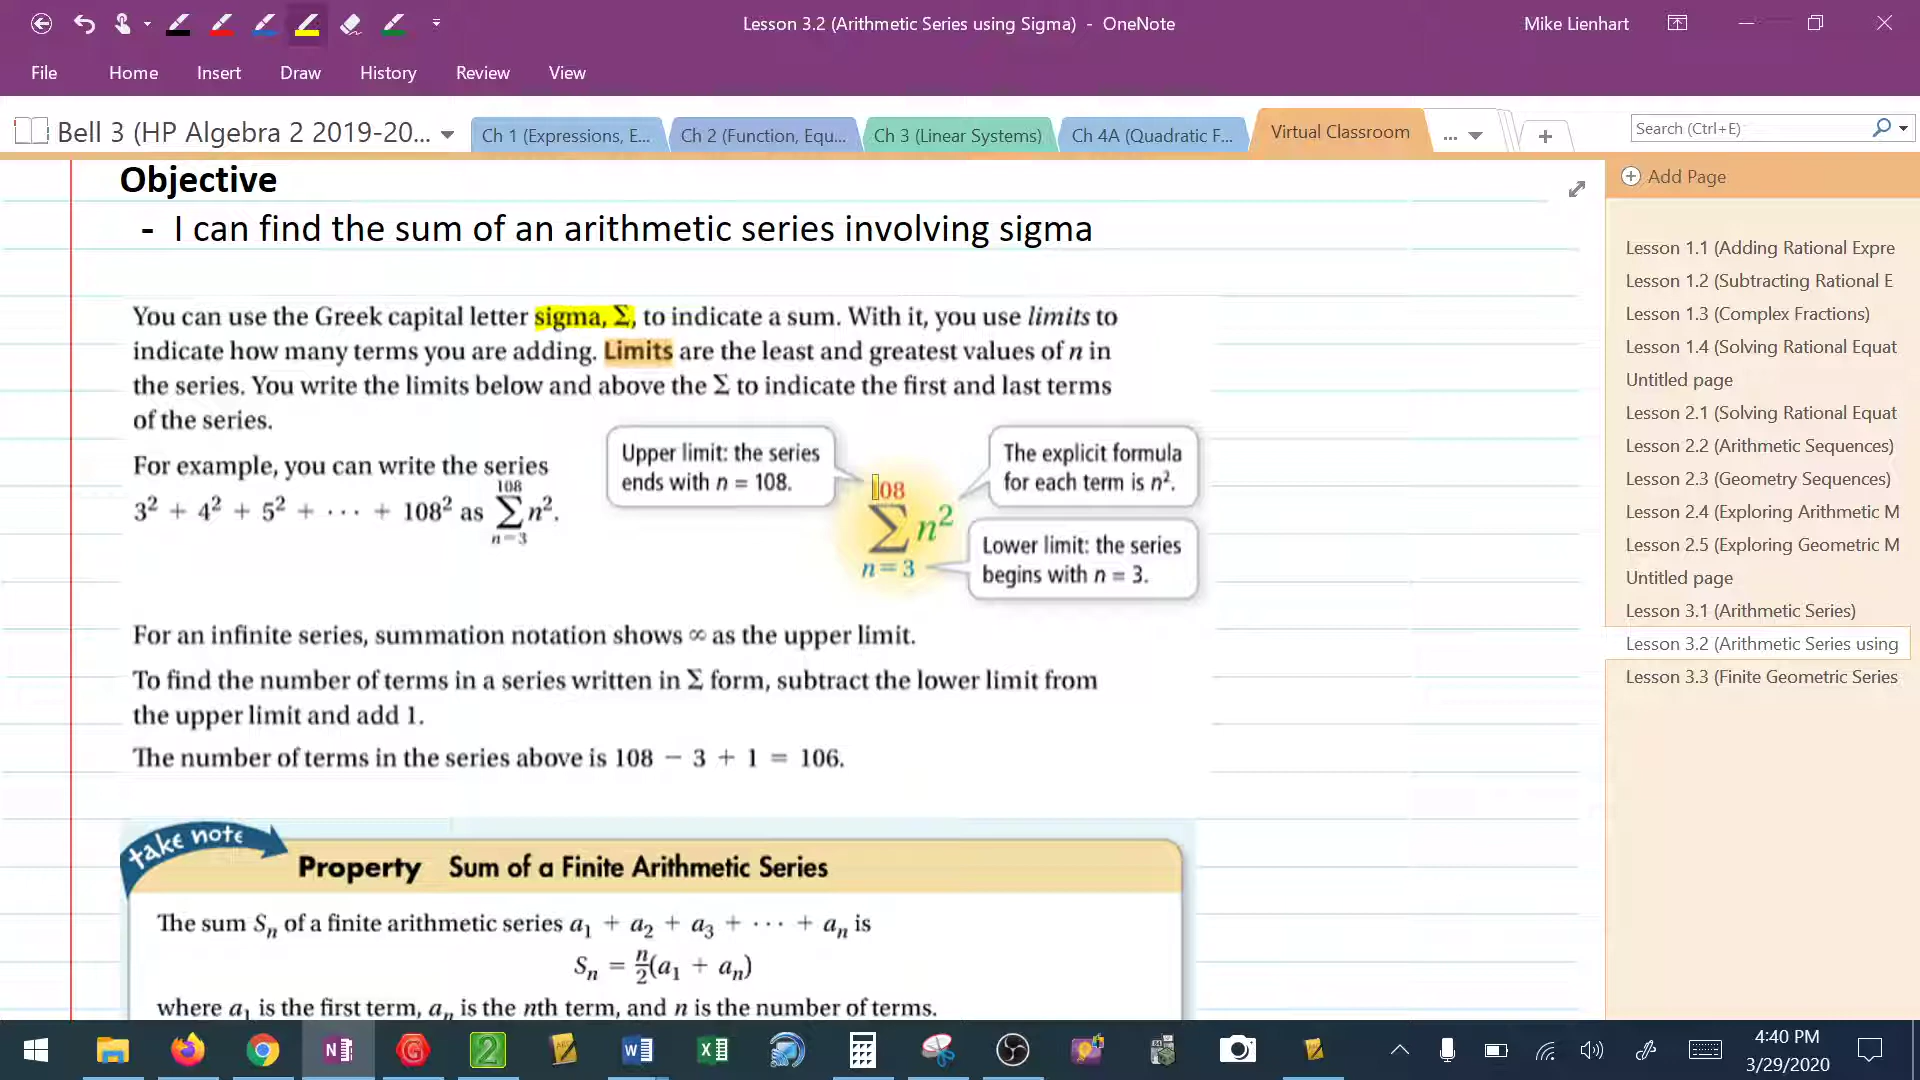 Lesson 3.2 (Arithmetic Series using Sigma) - OneNote
Mike Lienhart
File Home Insert Draw History Review View
Bell 3 (HP Algebra 2 2019-20...
Ch 1 (Expressions, E...
Ch 2 (Function, Equ...
Ch 3 (Linear Systems)
Ch 4A (Quadratic F...
Virtual Classroom
...
Search (Ctrl+E)
Objective
- I can find the sum of an arithmetic series involving sigma
You can use the Greek capital letter sigma, Σ, to indicate a sum. With it, you use limits to
indicate how many terms you are adding. Limits are the least and greatest values of n in
the series. You write the limits below and above the Σ to indicate the first and last terms
of the series.
For example, you can write the series
3² + 4² + 5² + ··· + 108² as 108 Σ n=3 n².
Upper limit: the series
ends with n = 108.
108
Σ n²
n = 3
The explicit formula
for each term is n².
Lower limit: the series
begins with n = 3.
For an infinite series, summation notation shows ∞ as the upper limit.
To find the number of terms in a series written in Σ form, subtract the lower limit from
the upper limit and add 1.
The number of terms in the series above is 108 − 3 + 1 = 106.
take note
Property Sum of a Finite Arithmetic Series
The sum Sₙ of a finite arithmetic series a₁ + a₂ + a₃ + ··· + aₙ is
Sₙ = n/2(a₁ + aₙ)
where a₁ is the first term, aₙ is the nth term, and n is the number of terms.
Add Page
Lesson 1.1 (Adding Rational Expre
Lesson 1.2 (Subtracting Rational E
Lesson 1.3 (Complex Fractions)
Lesson 1.4 (Solving Rational Equat
Untitled page
Lesson 2.1 (Solving Rational Equat
Lesson 2.2 (Arithmetic Sequences)
Lesson 2.3 (Geometry Sequences)
Lesson 2.4 (Exploring Arithmetic M
Lesson 2.5 (Exploring Geometric M
Untitled page
Lesson 3.1 (Arithmetic Series)
Lesson 3.2 (Arithmetic Series using
Lesson 3.3 (Finite Geometric Series
4:40 PM
3/29/2020